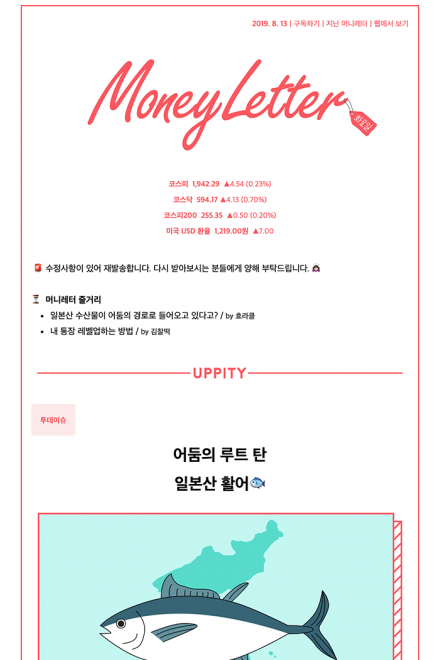 2019. 8. 13 | 구독하기 | 지난 머니레터 | 웹에서 보기
Money Letter
화요일
코스피 1,942.29 ▲4.54 (0.23%)
코스닥 594.17 ▲4.13 (0.70%)
코스피200 255.35 ▲0.50 (0.20%)
미국 USD 환율 1,219.00원 ▲7.00
🚨 수정사항이 있어 재발송합니다. 다시 받아보시는 분들에게 양해 부탁드립니다. 🙇🏻‍♀️
⏳ 머니레터 줄거리
• 일본산 수산물이 어둠의 경로로 들어오고 있다고? / by 효라클
• 내 통장 레벨업하는 방법 / by 김찰떡
UPPITY
투데이슈
어둠의 루트 탄
일본산 활어🐟